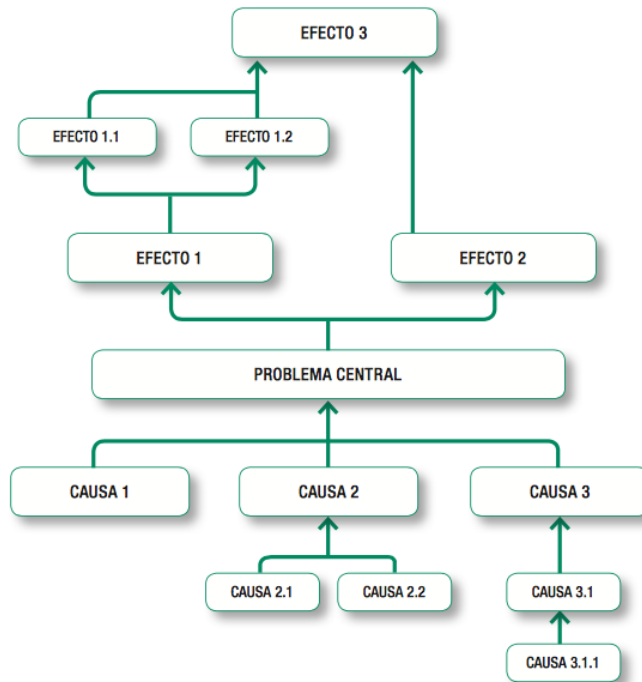 EFECTO 3
EFECTO 1.1
EFECTO 1.2
EFECTO 1
EFECTO 2
PROBLEMA CENTRAL
CAUSA 1
CAUSA 2
CAUSA 3
CAUSA 2.1
CAUSA 2.2
CAUSA 3.1
CAUSA 3.1.1